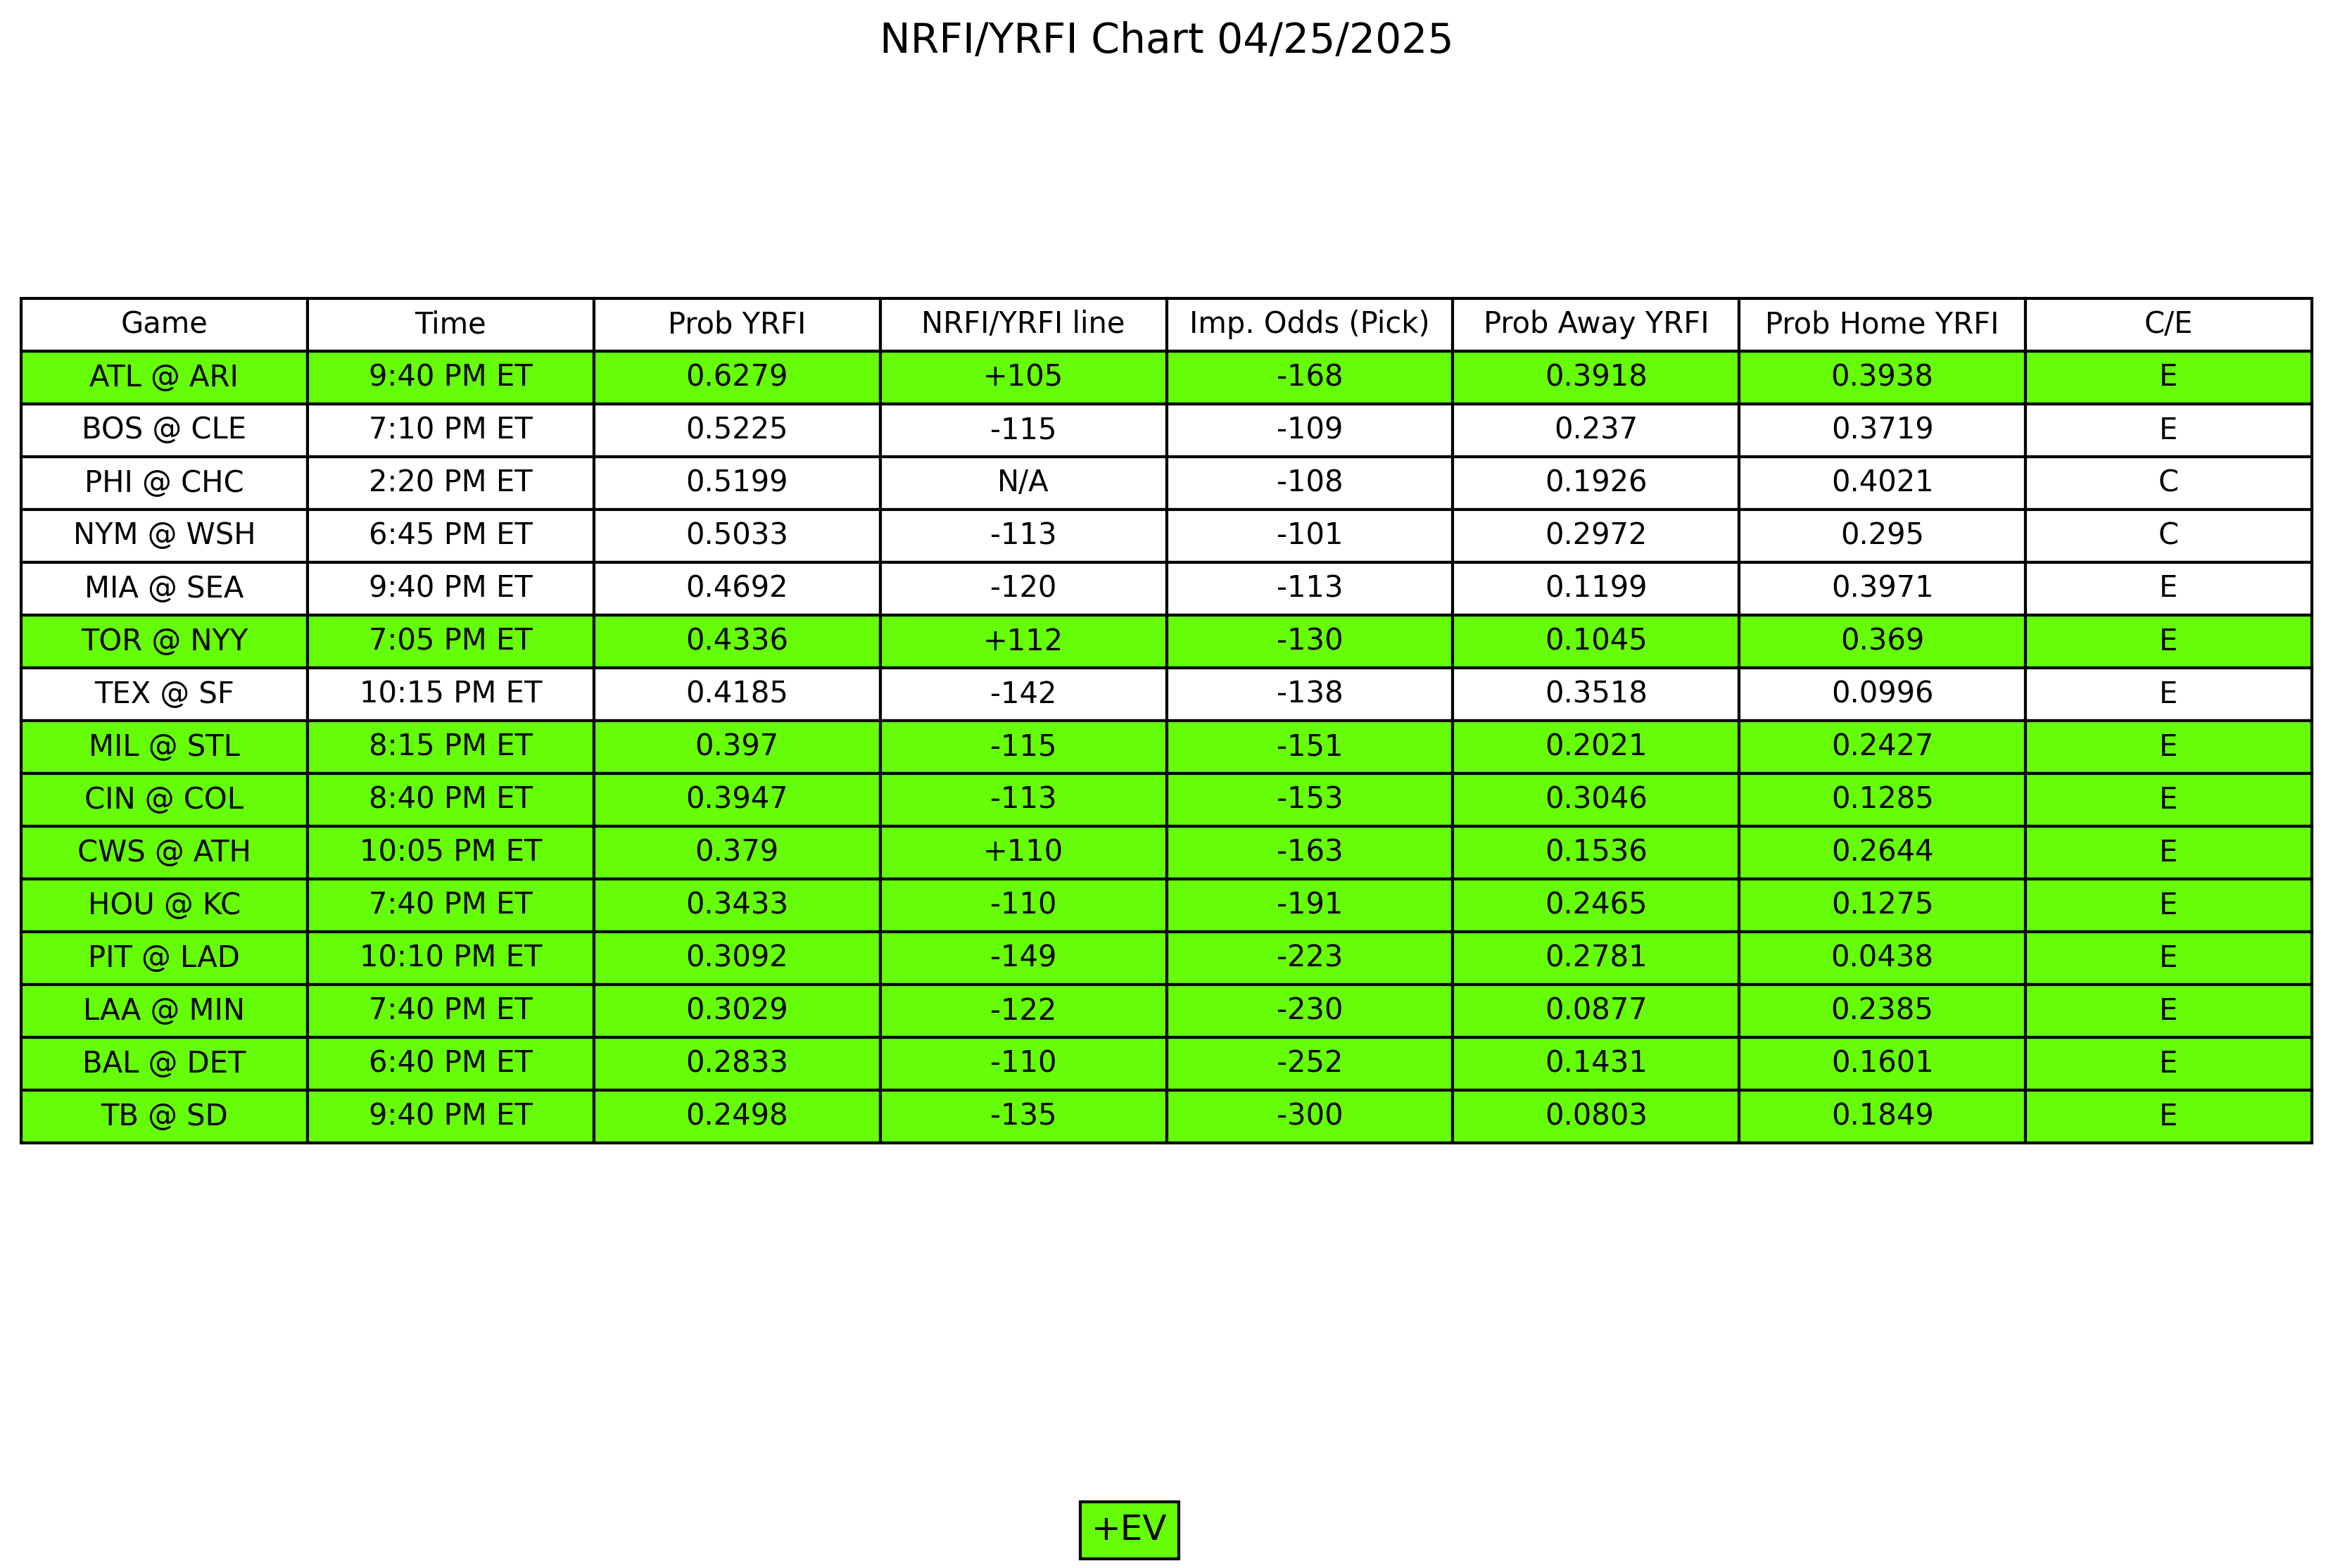 NRFI/YRFI Chart 04/25/2025
Game Time Prob YRFI NRFI/YRFI line Imp. Odds (Pick) Prob Away YRFI Prob Home YRFI C/E
ATL @ ARI 9:40 PM ET 0.6279 +105 -168 0.3918 0.3938 E
BOS @ CLE 7:10 PM ET 0.5225 -115 -109 0.237 0.3719 E
PHI @ CHC 2:20 PM ET 0.5199 N/A -108 0.1926 0.4021 C
NYM @ WSH 6:45 PM ET 0.5033 -113 -101 0.2972 0.295 C
MIA @ SEA 9:40 PM ET 0.4692 -120 -113 0.1199 0.3971 E
TOR @ NYY 7:05 PM ET 0.4336 +112 -130 0.1045 0.369 E
TEX @ SF 10:15 PM ET 0.4185 -142 -138 0.3518 0.0996 E
MIL @ STL 8:15 PM ET 0.397 -115 -151 0.2021 0.2427 E
CIN @ COL 8:40 PM ET 0.3947 -113 -153 0.3046 0.1285 E
CWS @ ATH 10:05 PM ET 0.379 +110 -163 0.1536 0.2644 E
HOU @ KC 7:40 PM ET 0.3433 -110 -191 0.2465 0.1275 E
PIT @ LAD 10:10 PM ET 0.3092 -149 -223 0.2781 0.0438 E
LAA @ MIN 7:40 PM ET 0.3029 -122 -230 0.0877 0.2385 E
BAL @ DET 6:40 PM ET 0.2833 -110 -252 0.1431 0.1601 E
TB @ SD 9:40 PM ET 0.2498 -135 -300 0.0803 0.1849 E
+EV